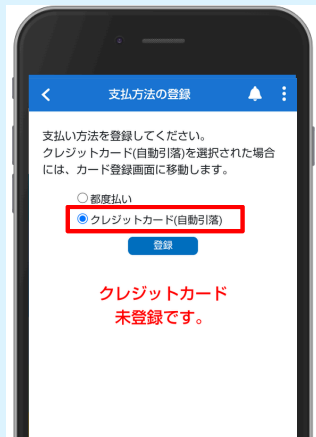 支払方法の登録
支払い方法を登録してください。
クレジットカード(自動引落)を選択された場合
には、カード登録画面に移動します。
都度払い
クレジットカード(自動引落)
登録
クレジットカード
未登録です。